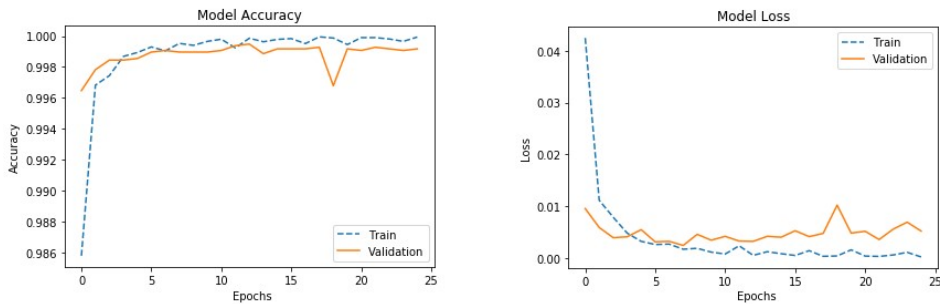 Model Accuracy
1.000
0.998
0.996
0.994
0.992
0.990
0.988
0.986
Accuracy
0
5
10
15
20
25
Epochs
Train
Validation
Model Loss
0.04
0.03
0.02
0.01
0.00
Loss
0
5
10
15
20
25
Epochs
Train
Validation